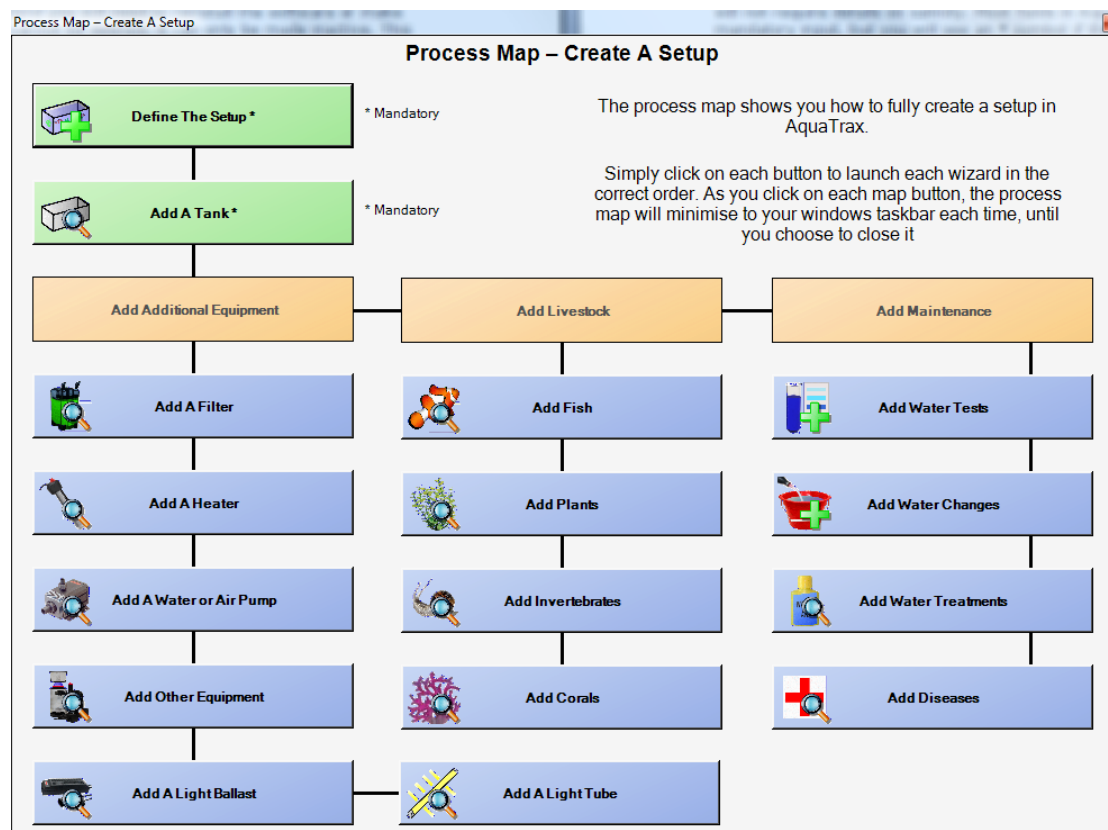 Process Map – Create A Setup
Process Map – Create A Setup
Define The Setup *
* Mandatory
The process map shows you how to fully create a setup in
AquaTrax.
Simply click on each button to launch each wizard in the
correct order. As you click on each map button, the process
map will minimise to your windows taskbar each time, until
you choose to close it
Add A Tank *
* Mandatory
Add Additional Equipment
Add Livestock
Add Maintenance
Add A Filter
Add Fish
Add Water Tests
Add A Heater
Add Plants
Add Water Changes
Add A Water or Air Pump
Add Invertebrates
Add Water Treatments
Add Other Equipment
Add Corals
Add Diseases
Add A Light Ballast
Add A Light Tube